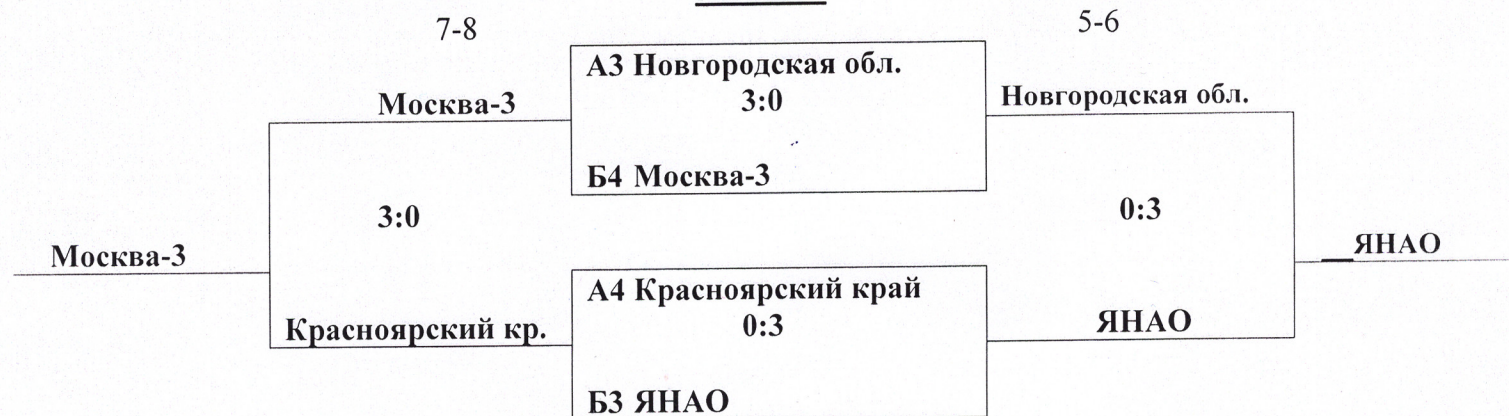 7-8
5-6
А3 Новгородская обл.
Москва-3
3:0
Новгородская обл.
Б4 Москва-3
3:0
0:3
Москва-3
ЯНАО
А4 Красноярский край
Красноярский кр.
0:3
ЯНАО
Б3 ЯНАО